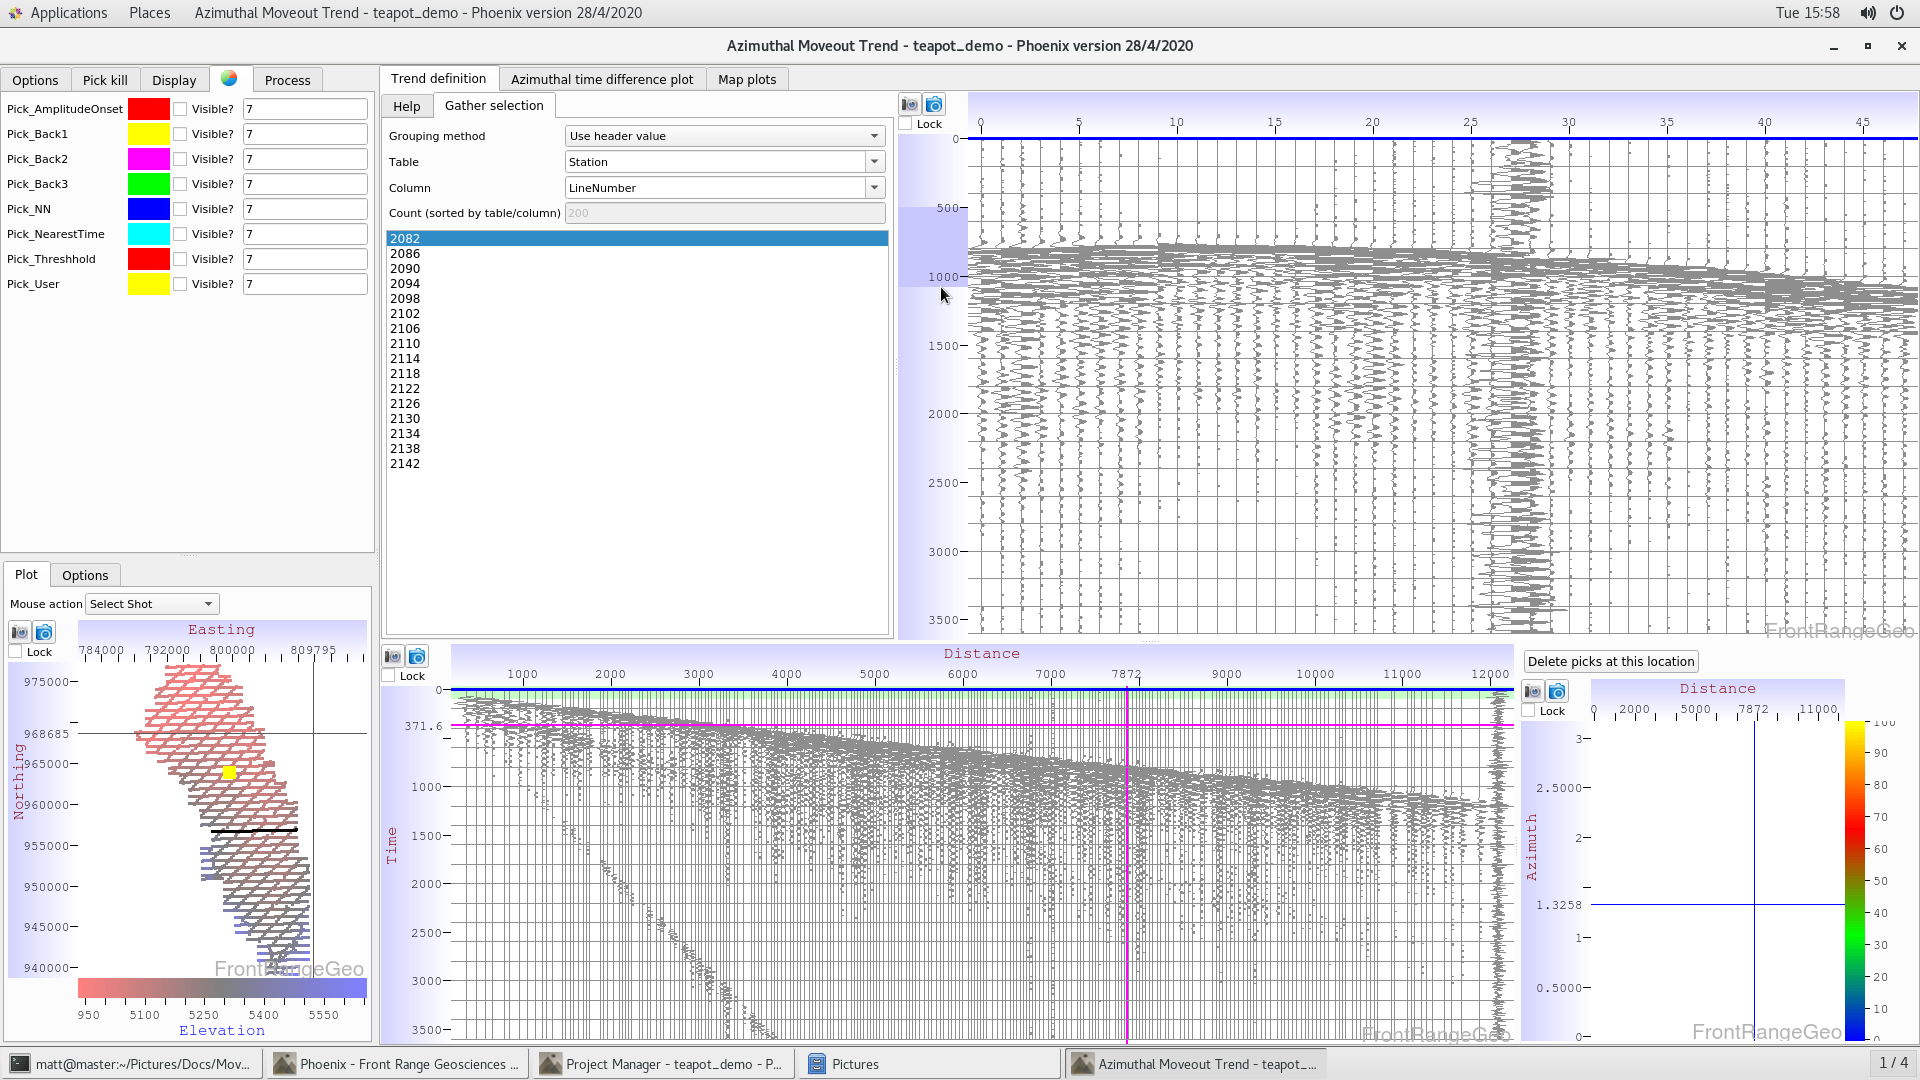 Applications Places Azimuthal Moveout Trend - teapot_demo - Phoenix version 28/4/2020 Tue 15:58
Azimuthal Moveout Trend - teapot_demo - Phoenix version 28/4/2020
Options Pick kill Display Process
Pick_AmplitudeOnset Visible? 7
Pick_Back1 Visible? 7
Pick_Back2 Visible? 7
Pick_Back3 Visible? 7
Pick_NN Visible? 7
Pick_NearestTime Visible? 7
Pick_Threshhold Visible? 7
Pick_User Visible? 7
Trend definition Azimuthal time difference plot Map plots
Help Gather selection
Grouping method Use header value
Table Station
Column LineNumber
Count (sorted by table/column) 200
2082
2086
2090
2094
2098
2102
2106
2110
2114
2118
2122
2126
2130
2134
2138
2142
Lock
0 5 10 15 20 25 30 35 40 45
0
500
1000
1500
2000
2500
3000
3500
FrontRangeGeo
Plot Options
Mouse action Select Shot
Lock
Easting
784000 792000 800000 809795
Northing
975000
968685
965000
960000
955000
950000
945000
940000
FrontRangeGeo
950 5100 5250 5400 5550
Elevation
Lock
Distance
1000 2000 3000 4000 5000 6000 7000 7872 9000 10000 11000 12000
Time
0
371.6
1000
1500
2000
2500
3000
3500
FrontRangeGeo
Delete picks at this location
Lock
Distance
0 2000 5000 7872 11000
Azimuth
3
2.5000
2
1.3258
1
0.5000
0
100
90
80
70
60
50
40
30
20
10
0
FrontRangeGeo
matt@master:~/Pictures/Docs/Mov... Phoenix - Front Range Geosciences ... Project Manager - teapot_demo - P... Pictures Azimuthal Moveout Trend - teapot_... 1 / 4